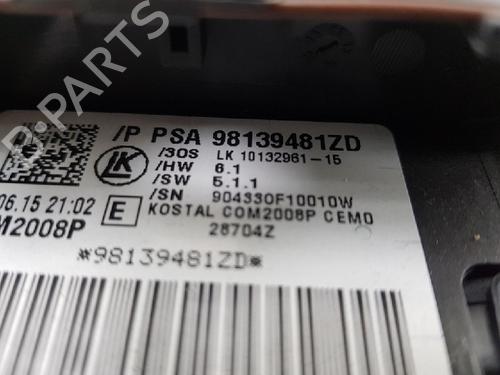 /P PSA 98139481ZD
/3OS LK 10132961-15
/HW 6.1
/SW 5.1.1
/SN 904330F10010W
LK
06.15 21:02 E KOSTAL COM2008P CEMO
M2008P 28704Z
*98139481ZD*
B-Parts